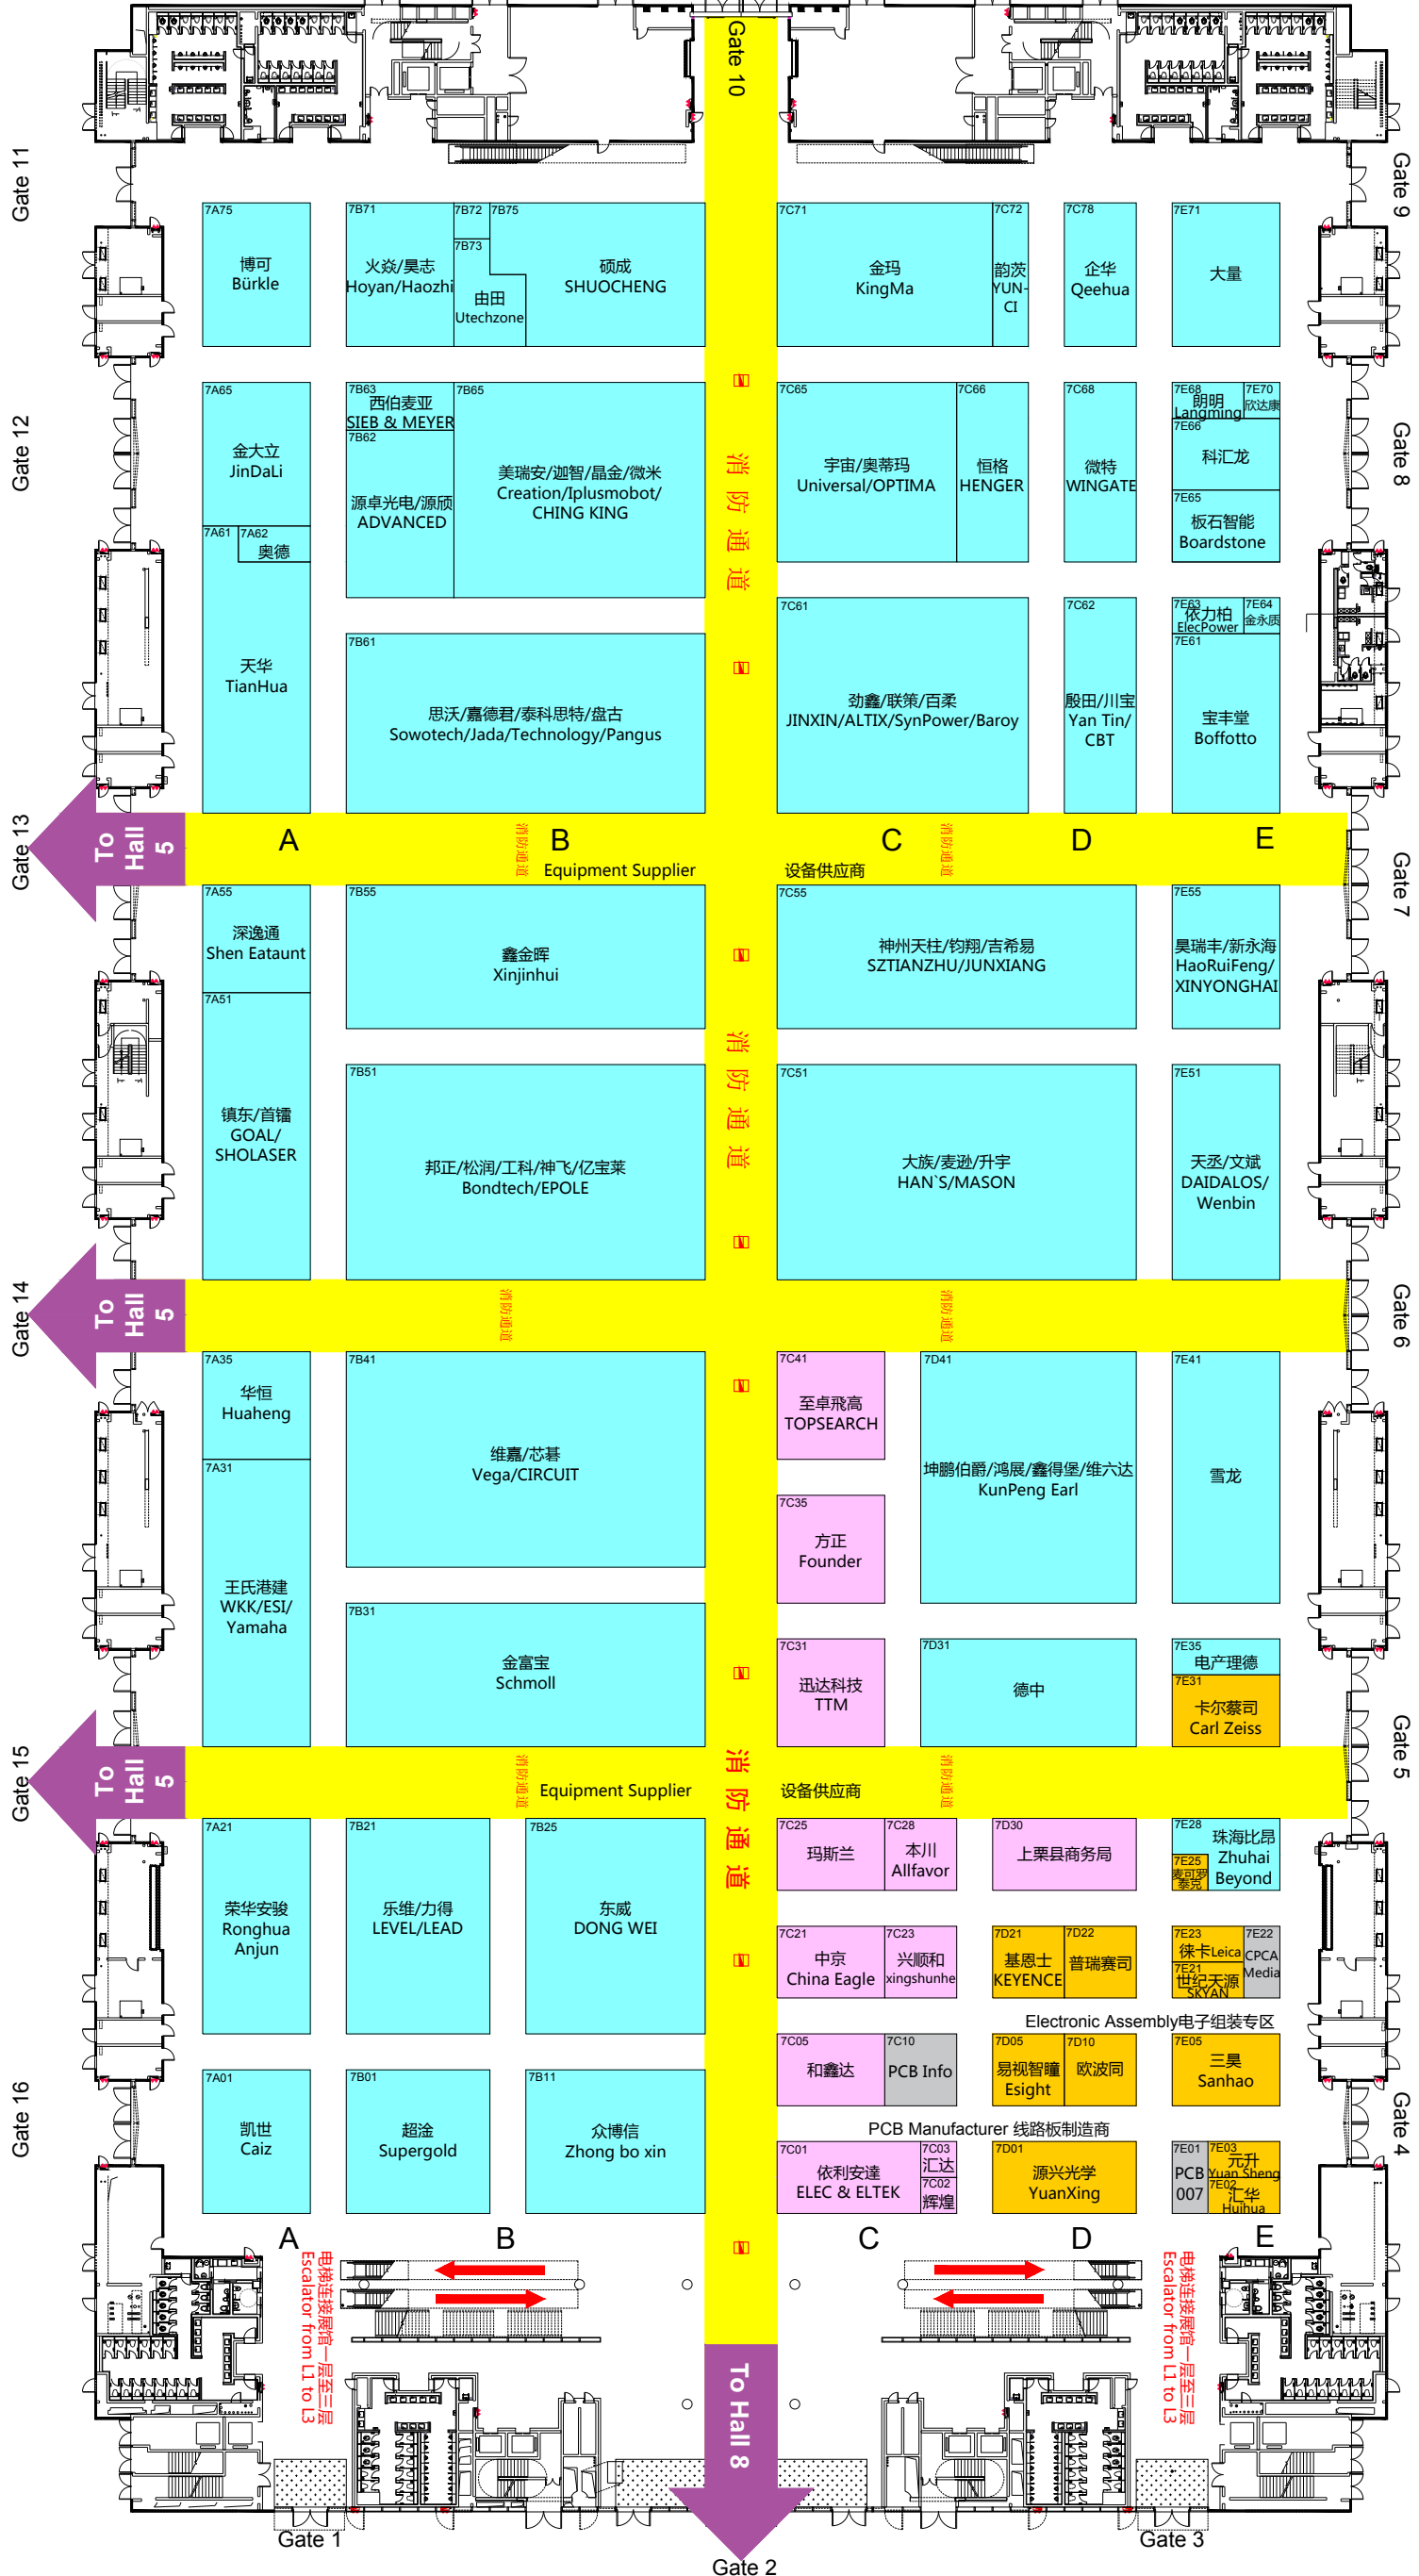 Gate 10
Gate 11
Gate 9
7A75
博可
Bürkle
7B71
火焱/昊志
Hoyan/Haozhi
7B72
7B73
由田
Utechzone
7B75
硕成
SHUOCHENG
7C71
金玛
KingMa
7C72
韵茨
YUN-
CI
7C78
企华
Qeehua
7E71
大量
Gate 12
Gate 8
7A65
金大立
JinDaLi
7A61
7A62
奥德
天华
TianHua
7B63
西伯麦亚
SIEB & MEYER
7B62
源卓光电/源颀
ADVANCED
7B65
美瑞安/迦智/晶金/微米
Creation/Iplusmobot/
CHING KING
消防通道
7C65
宇宙/奥蒂玛
Universal/OPTIMA
7C66
恒格
HENGER
7C68
微特
WINGATE
7E68
朗明
Langming
7E70
欣达康
7E66
科汇龙
7E65
板石智能
Boardstone
7B61
思沃/嘉德君/泰科思特/盘古
Sowotech/Jada/Technology/Pangus
7C61
劲鑫/联策/百柔
JINXIN/ALTIX/SynPower/Baroy
7C62
殷田/川宝
Yan Tin/
CBT
7E63
依力柏
ElecPower
7E64
金永质
7E61
宝丰堂
Boffotto
Gate 13
To
Hall
5
A
B
C
D
E
消防通道
消防通道
Equipment Supplier
设备供应商
Gate 7
7A55
深逸通
Shen Eataunt
7B55
鑫金晖
Xinjinhui
7C55
神州天柱/钧翔/吉希易
SZTIANZHU/JUNXIANG
7E55
昊瑞丰/新永海
HaoRuiFeng/
XINYONGHAI
7A51
镇东/首镭
GOAL/
SHOLASER
7B51
邦正/松润/工科/神飞/亿宝莱
Bondtech/EPOLE
消防通道
7C51
大族/麦逊/升宇
HAN`S/MASON
7E51
天丞/文斌
DAIDALOS/
Wenbin
Gate 14
To
Hall
5
消防通道
消防通道
Gate 6
7A35
华恒
Huaheng
7A31
王氏港建
WKK/ESI/
Yamaha
7B41
维嘉/芯碁
Vega/CIRCUIT
7C41
至卓飛高
TOPSEARCH
7D41
坤鹏伯爵/鸿展/鑫得堡/维六达
KunPeng Earl
7E41
雪龙
7C35
方正
Founder
7B31
金富宝
Schmoll
7C31
迅达科技
TTM
7D31
德中
7E35
电产理德
7E31
卡尔蔡司
Carl Zeiss
Gate 15
To
Hall
5
消防通道
Equipment Supplier
消防通道
设备供应商
消防通道
Gate 5
7A21
荣华安骏
Ronghua
Anjun
7B21
乐维/力得
LEVEL/LEAD
7B25
东威
DONG WEI
7C25
玛斯兰
7C28
本川
Allfavor
7D30
上栗县商务局
7E28
珠海比昂
Zhuhai
Beyond
7E25
麦可罗
泰克
7C21
中京
China Eagle
7C23
兴顺和
xingshunhe
7D21
基恩士
KEYENCE
7D22
普瑞赛司
7E23
徕卡Leica
7E21
世纪天源
SKYAN
7E22
CPCA
Media
Electronic Assembly电子组装专区
7C05
和鑫达
7C10
PCB Info
7D05
易视智瞳
Esight
7D10
欧波同
7E05
三昊
Sanhao
Gate 16
Gate 4
7A01
凯世
Caiz
7B01
超淦
Supergold
7B11
众博信
Zhong bo xin
PCB Manufacturer 线路板制造商
7C01
依利安達
ELEC & ELTEK
7C03
汇达
7C02
辉煌
7D01
源兴光学
YuanXing
7E01
PCB
007
7E03
元升
Yuan Sheng
7E02
汇华
Huihua
A
B
C
D
E
电梯连接展馆一层至三层
Escalator from L1 to L3
电梯连接展馆一层至三层
Escalator from L1 to L3
To Hall 8
Gate 1
Gate 2
Gate 3